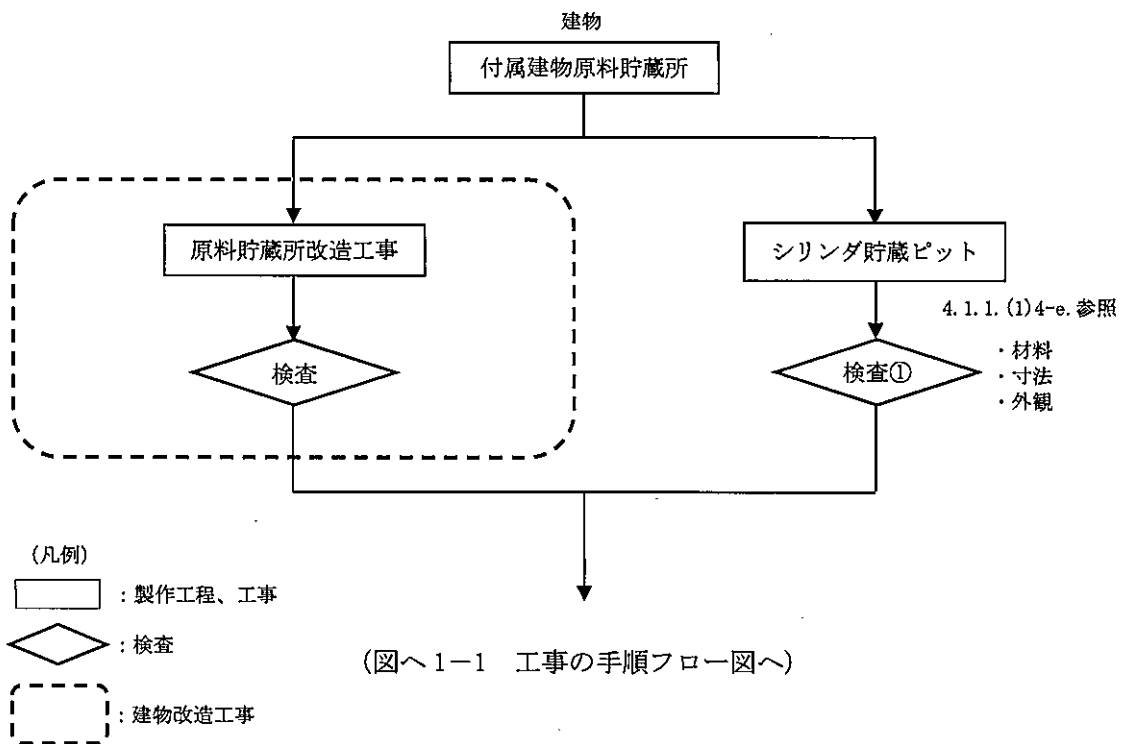 建物
付属建物原料貯蔵所
原料貯蔵所改造工事
シリンダ貯蔵ピット
4.1.1.(1)4-e.参照
検査
検査①
・材料
・寸法
・外観
(凡例)
：製作工程、工事
：検査
：建物改造工事
(図へ1-1 工事の手順フロー図へ)